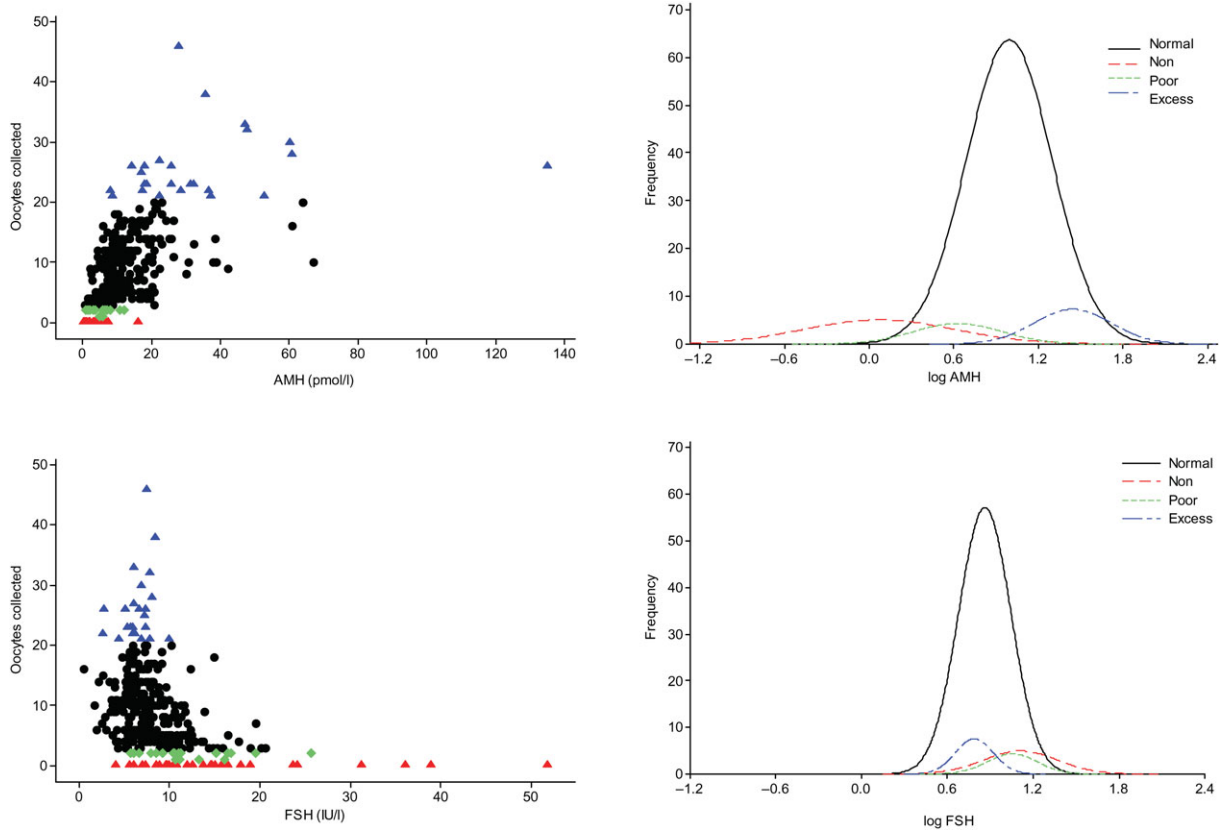 50
40
30
20
10
0
Oocytes collected
0 20 40 60 80 100 120 140
AMH (pmol/l)
70
60
50
40
30
20
10
0
Frequency
Normal
Non
Poor
Excess
–1.2 –0.6 0.0 0.6 1.2 1.8 2.4
log AMH
50
40
30
20
10
0
Oocytes collected
0 10 20 30 40 50
FSH (IU/l)
70
60
50
40
30
20
10
0
Frequency
Normal
Non
Poor
Excess
–1.2 –0.6 0.0 0.6 1.2 1.8 2.4
log FSH